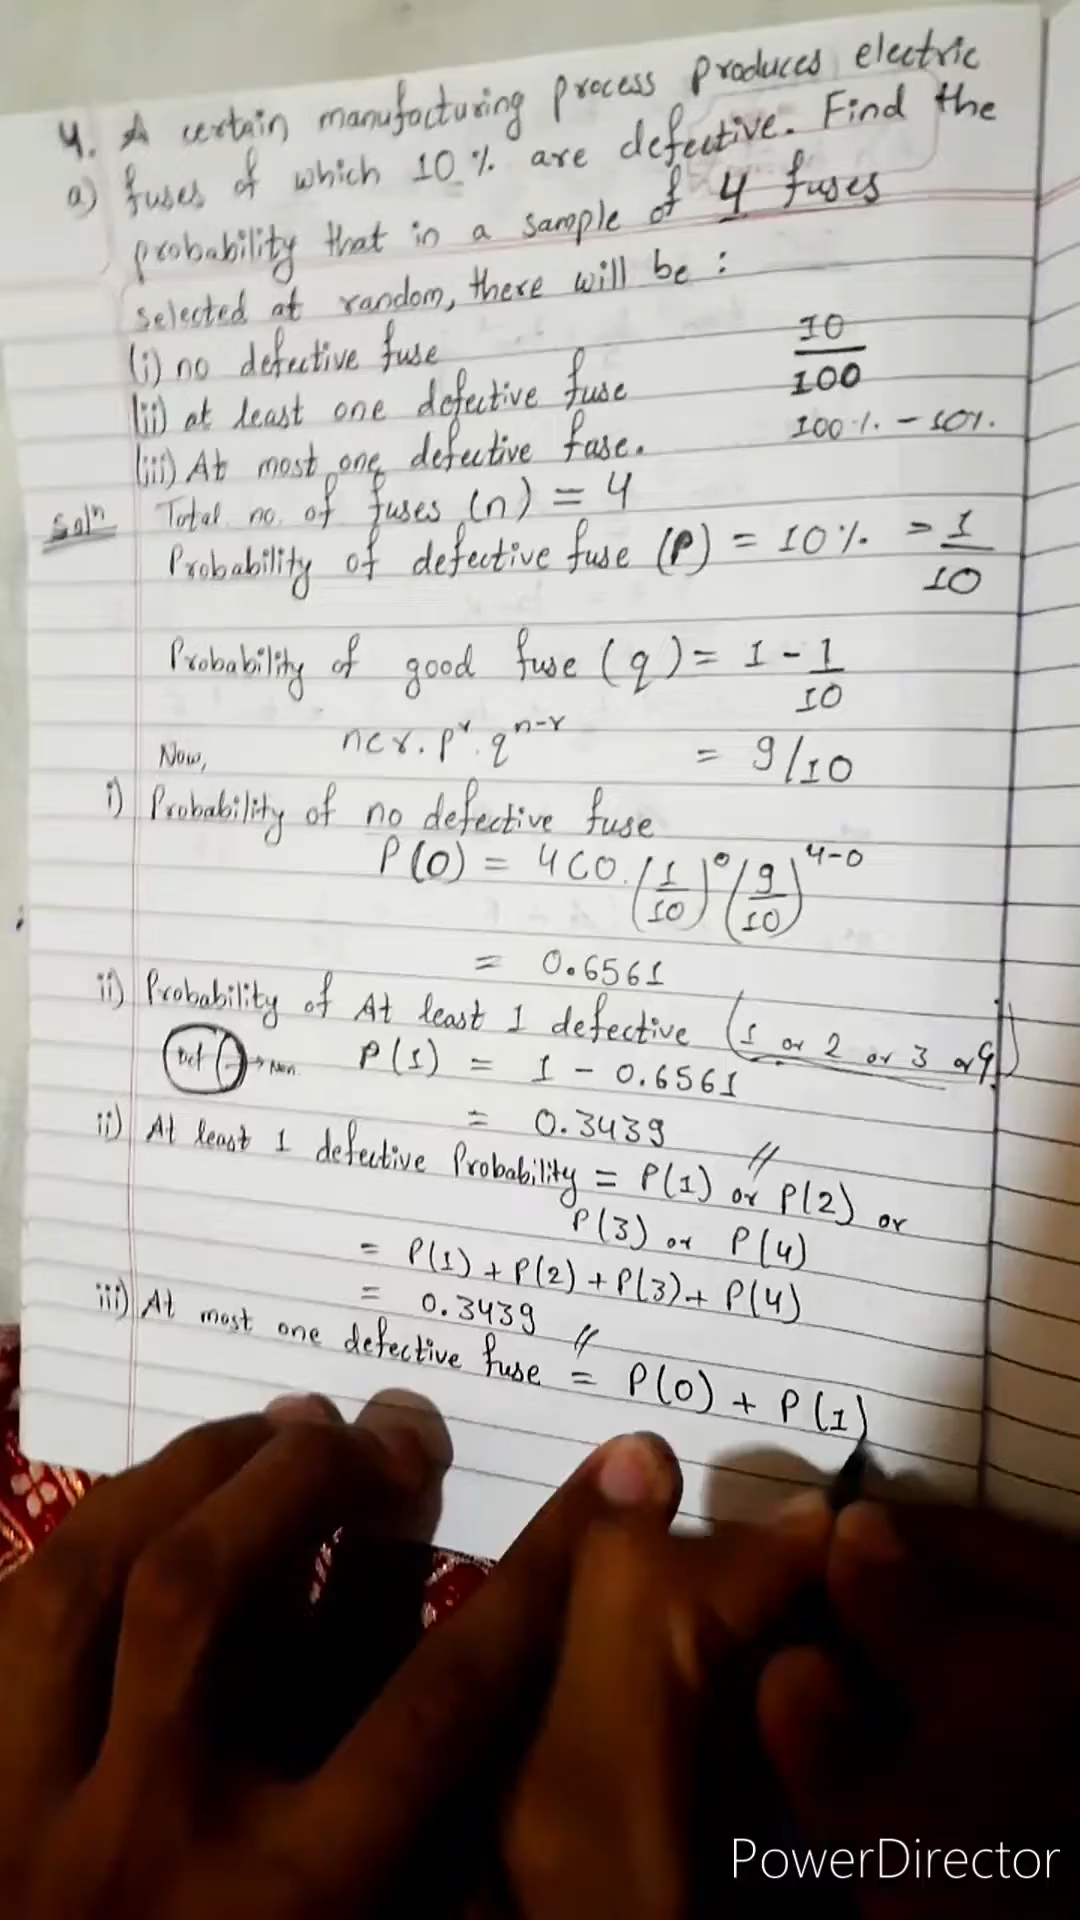 4. A certain manufacturing process produces electric
a) fuses of which 10 % are defective. Find the
probability that in a sample of 4 fuses
selected at random, there will be :
(i) no defective fuse
10
100
(ii) at least one defective fuse
100 % - 10%.
(iii) At most one defective fuse.
Soln Total no. of fuses (n) = 4
Probability of defective fuse (P) = 10 % = 1/10
Probability of good fuse (q) = 1 - 1/10
= 9/10
Now, ncr. p^r. q^n-r
i) Probability of no defective fuse
P(0) = 4C0. (1/10)^0 (9/10)^4-0
= 0.6561
ii) Probability of At least 1 defective (1 or 2 or 3 or 4)
Def → Non.
P(1) = 1 - 0.6561
= 0.3439 //
ii) At least 1 defective Probability = P(1) or P(2) or
P(3) or P(4)
= P(1) + P(2) + P(3) + P(4)
= 0.3439 //
iii) At most one defective fuse = P(0) + P(1)
PowerDirector